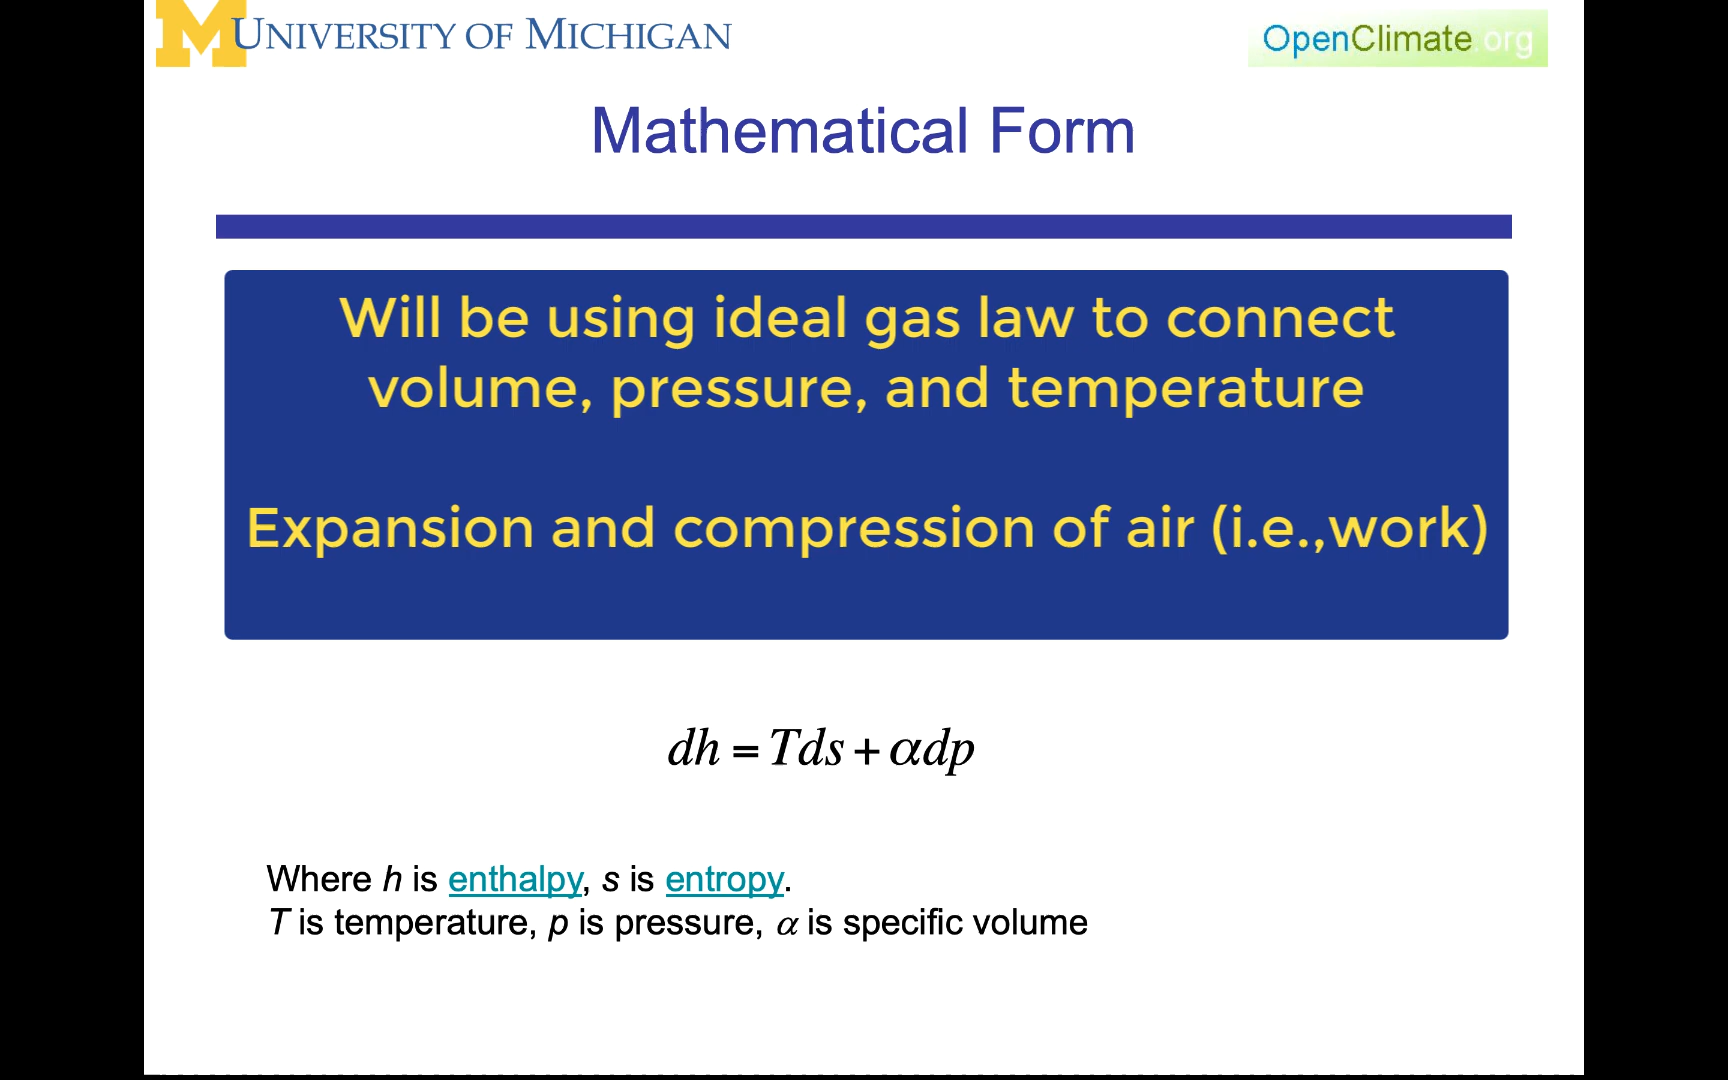 M UNIVERSITY OF MICHIGAN
OpenClimate.org
Mathematical Form
Will be using ideal gas law to connect
volume, pressure, and temperature
Expansion and compression of air (i.e.,work)
dh = Tds + αdp
Where h is enthalpy, s is entropy.
T is temperature, p is pressure, α is specific volume